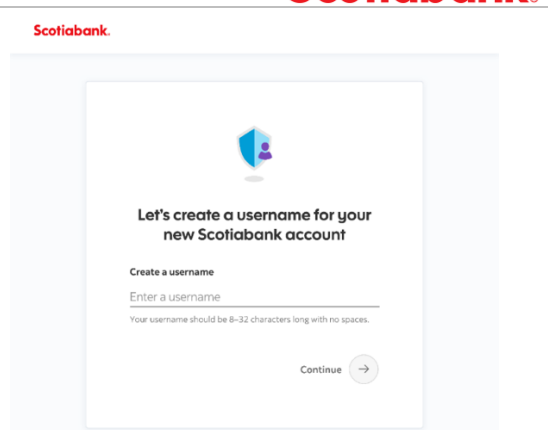 Scotiabank®
Scotiabank.
Let's create a username for your
new Scotiabank account
Create a username
Enter a username
Your username should be 8–32 characters long with no spaces.
Continue